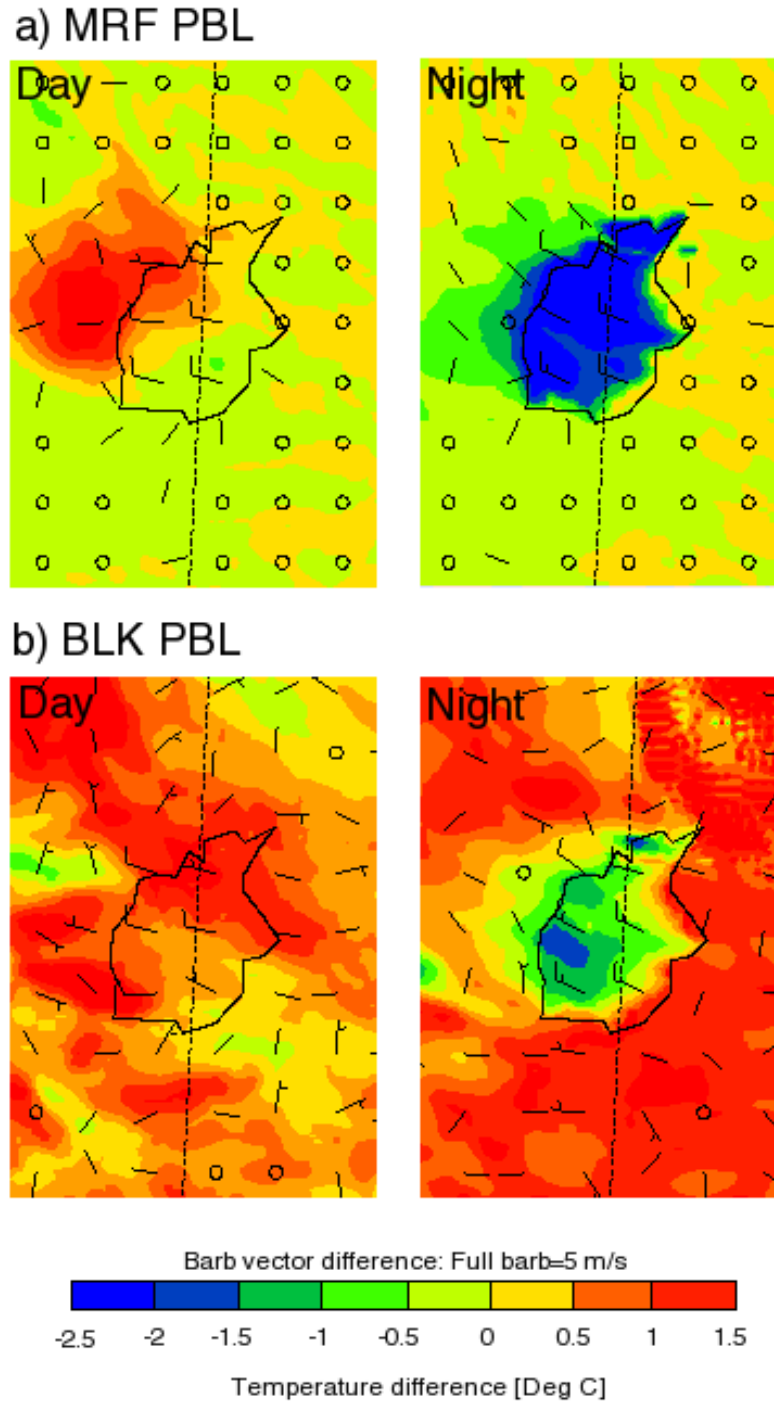 a) MRF PBL
Day
Night
b) BLK PBL
Day
Night
Barb vector difference: Full barb=5 m/s
-2.5 -2 -1.5 -1 -0.5 0 0.5 1 1.5
Temperature difference [Deg C]